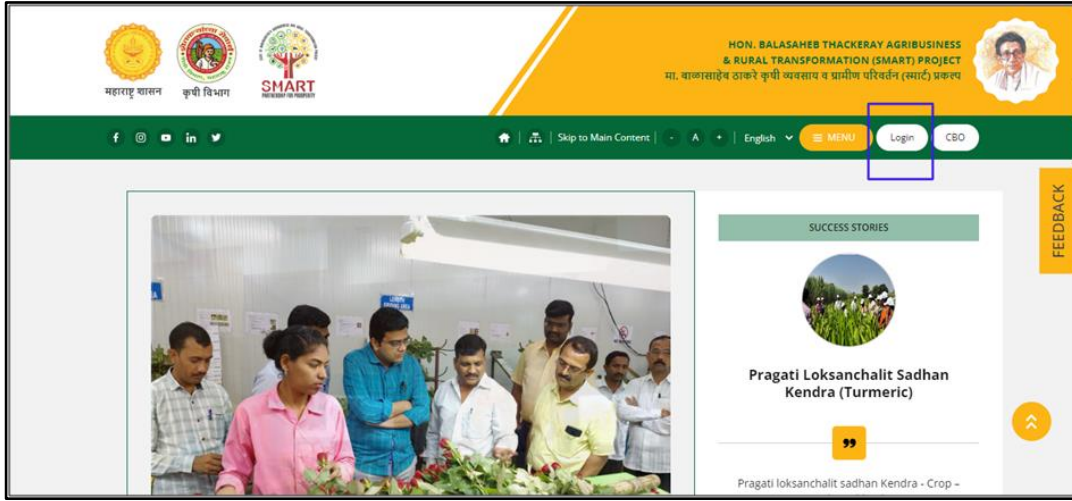 महाराष्ट्र शासन
कृषी विभाग
SMART
HON. BALASAHEB THACKERAY AGRIBUSINESS
& RURAL TRANSFORMATION (SMART) PROJECT
मा. बाळासाहेब ठाकरे कृषी व्यवसाय व ग्रामीण परिवर्तन (स्मार्ट) प्रकल्प
Skip to Main Content | - A + | English MENU Login CBO
FEEDBACK
SUCCESS STORIES
Pragati Loksanchalit Sadhan
Kendra (Turmeric)
Pragati loksanchalit sadhan Kendra - Crop –